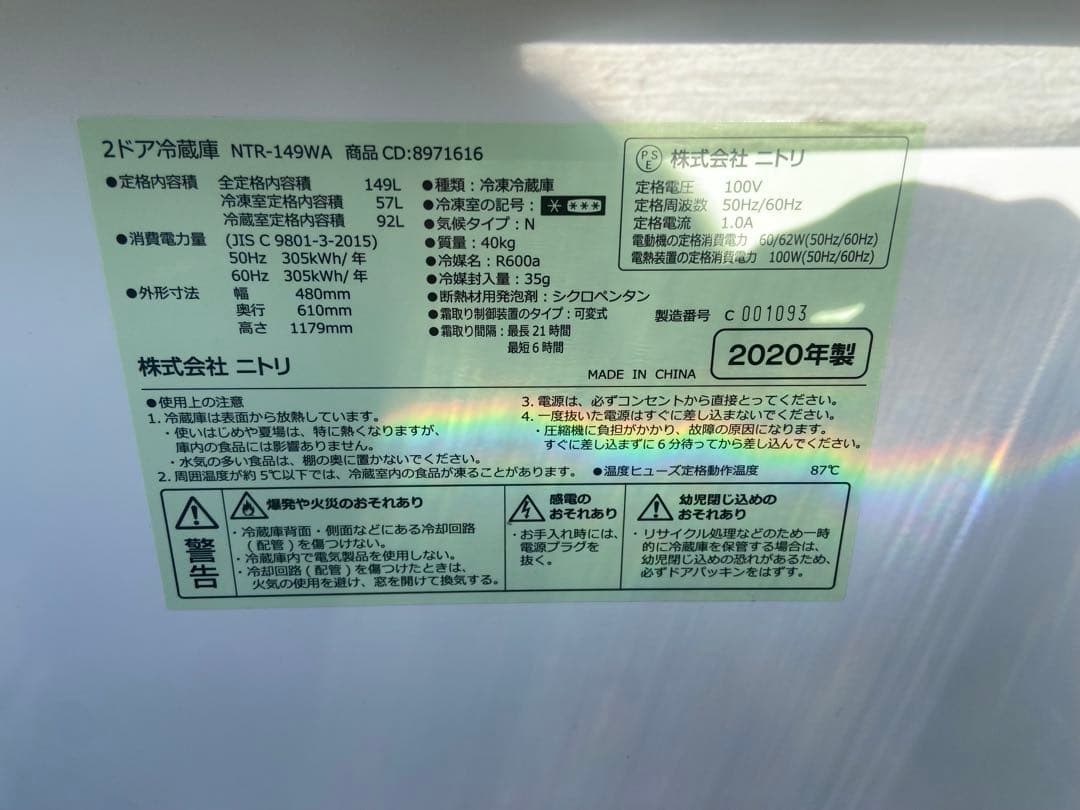 2ドア冷蔵庫 NTR-149WA 商品CD:8971616
●定格内容積 全定格内容積 149L
冷凍室定格内容積 57L
冷蔵室定格内容積 92L
●消費電力量 (JIS C 9801-3-2015)
50Hz 305kWh/年
60Hz 305kWh/年
●外形寸法 幅 480mm
奥行 610mm
高さ 1179mm
株式会社 ニトリ
●種類：冷凍冷蔵庫
●冷凍室の記号：
●気候タイプ：N
●質量：40kg
●冷媒名：R600a
●冷媒封入量：35g
●断熱材用発泡剤：シクロペンタン
●霜取り制御装置のタイプ：可変式
●霜取り間隔：最長21時間
最短6時間
PSE 株式会社 ニトリ
定格電圧 100V
定格周波数 50Hz/60Hz
定格電流 1.0A
電動機の定格消費電力 60/62W(50Hz/60Hz)
電熱装置の定格消費電力 100W(50Hz/60Hz)
製造番号 C 001093
MADE IN CHINA
2020年製
●使用上の注意
1. 冷蔵庫は表面から放熱しています。
・使いはじめや夏場は、特に熱くなりますが、
庫内の食品には影響ありません。
・水気の多い食品は、棚の奥に置かないでください。
2. 周囲温度が約5℃以下では、冷蔵室内の食品が凍ることがあります。
3. 電源は、必ずコンセントから直接とってください。
4. 一度抜いた電源はすぐに差し込まないでください。
・圧縮機に負担がかかり、故障の原因になります。
すぐに差し込まずに6分待ってから差し込んでください。
●温度ヒューズ定格動作温度 87℃
警告
爆発や火災のおそれあり
・冷蔵庫背面・側面などにある冷却回路
(配管)を傷つけない。
・冷蔵庫内で電気製品を使用しない。
・冷却回路(配管)を傷つけたときは、
火気の使用を避け、窓を開けて換気する。
感電の
おそれあり
・お手入れ時には、
電源プラグを
抜く。
幼児閉じ込めの
おそれあり
・リサイクル処理などのため一時
的に冷蔵庫を保管する場合は、
幼児閉じ込めの恐れがあるため、
必ずドアパッキンをはずす。